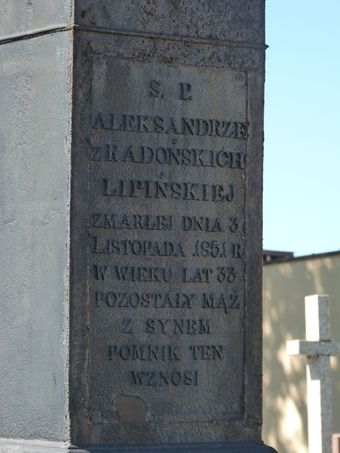 S. P.
ALEKSANDRZE
z RADOŃSKICH
LIPIŃSKIEJ
ZMARŁEJ DNIA 3
LISTOPADA 1851 R
W WIEKU LAT 33
POZOSTAŁY MĄŻ
Z SYNEM
POMNIK TEN
WZNOSI